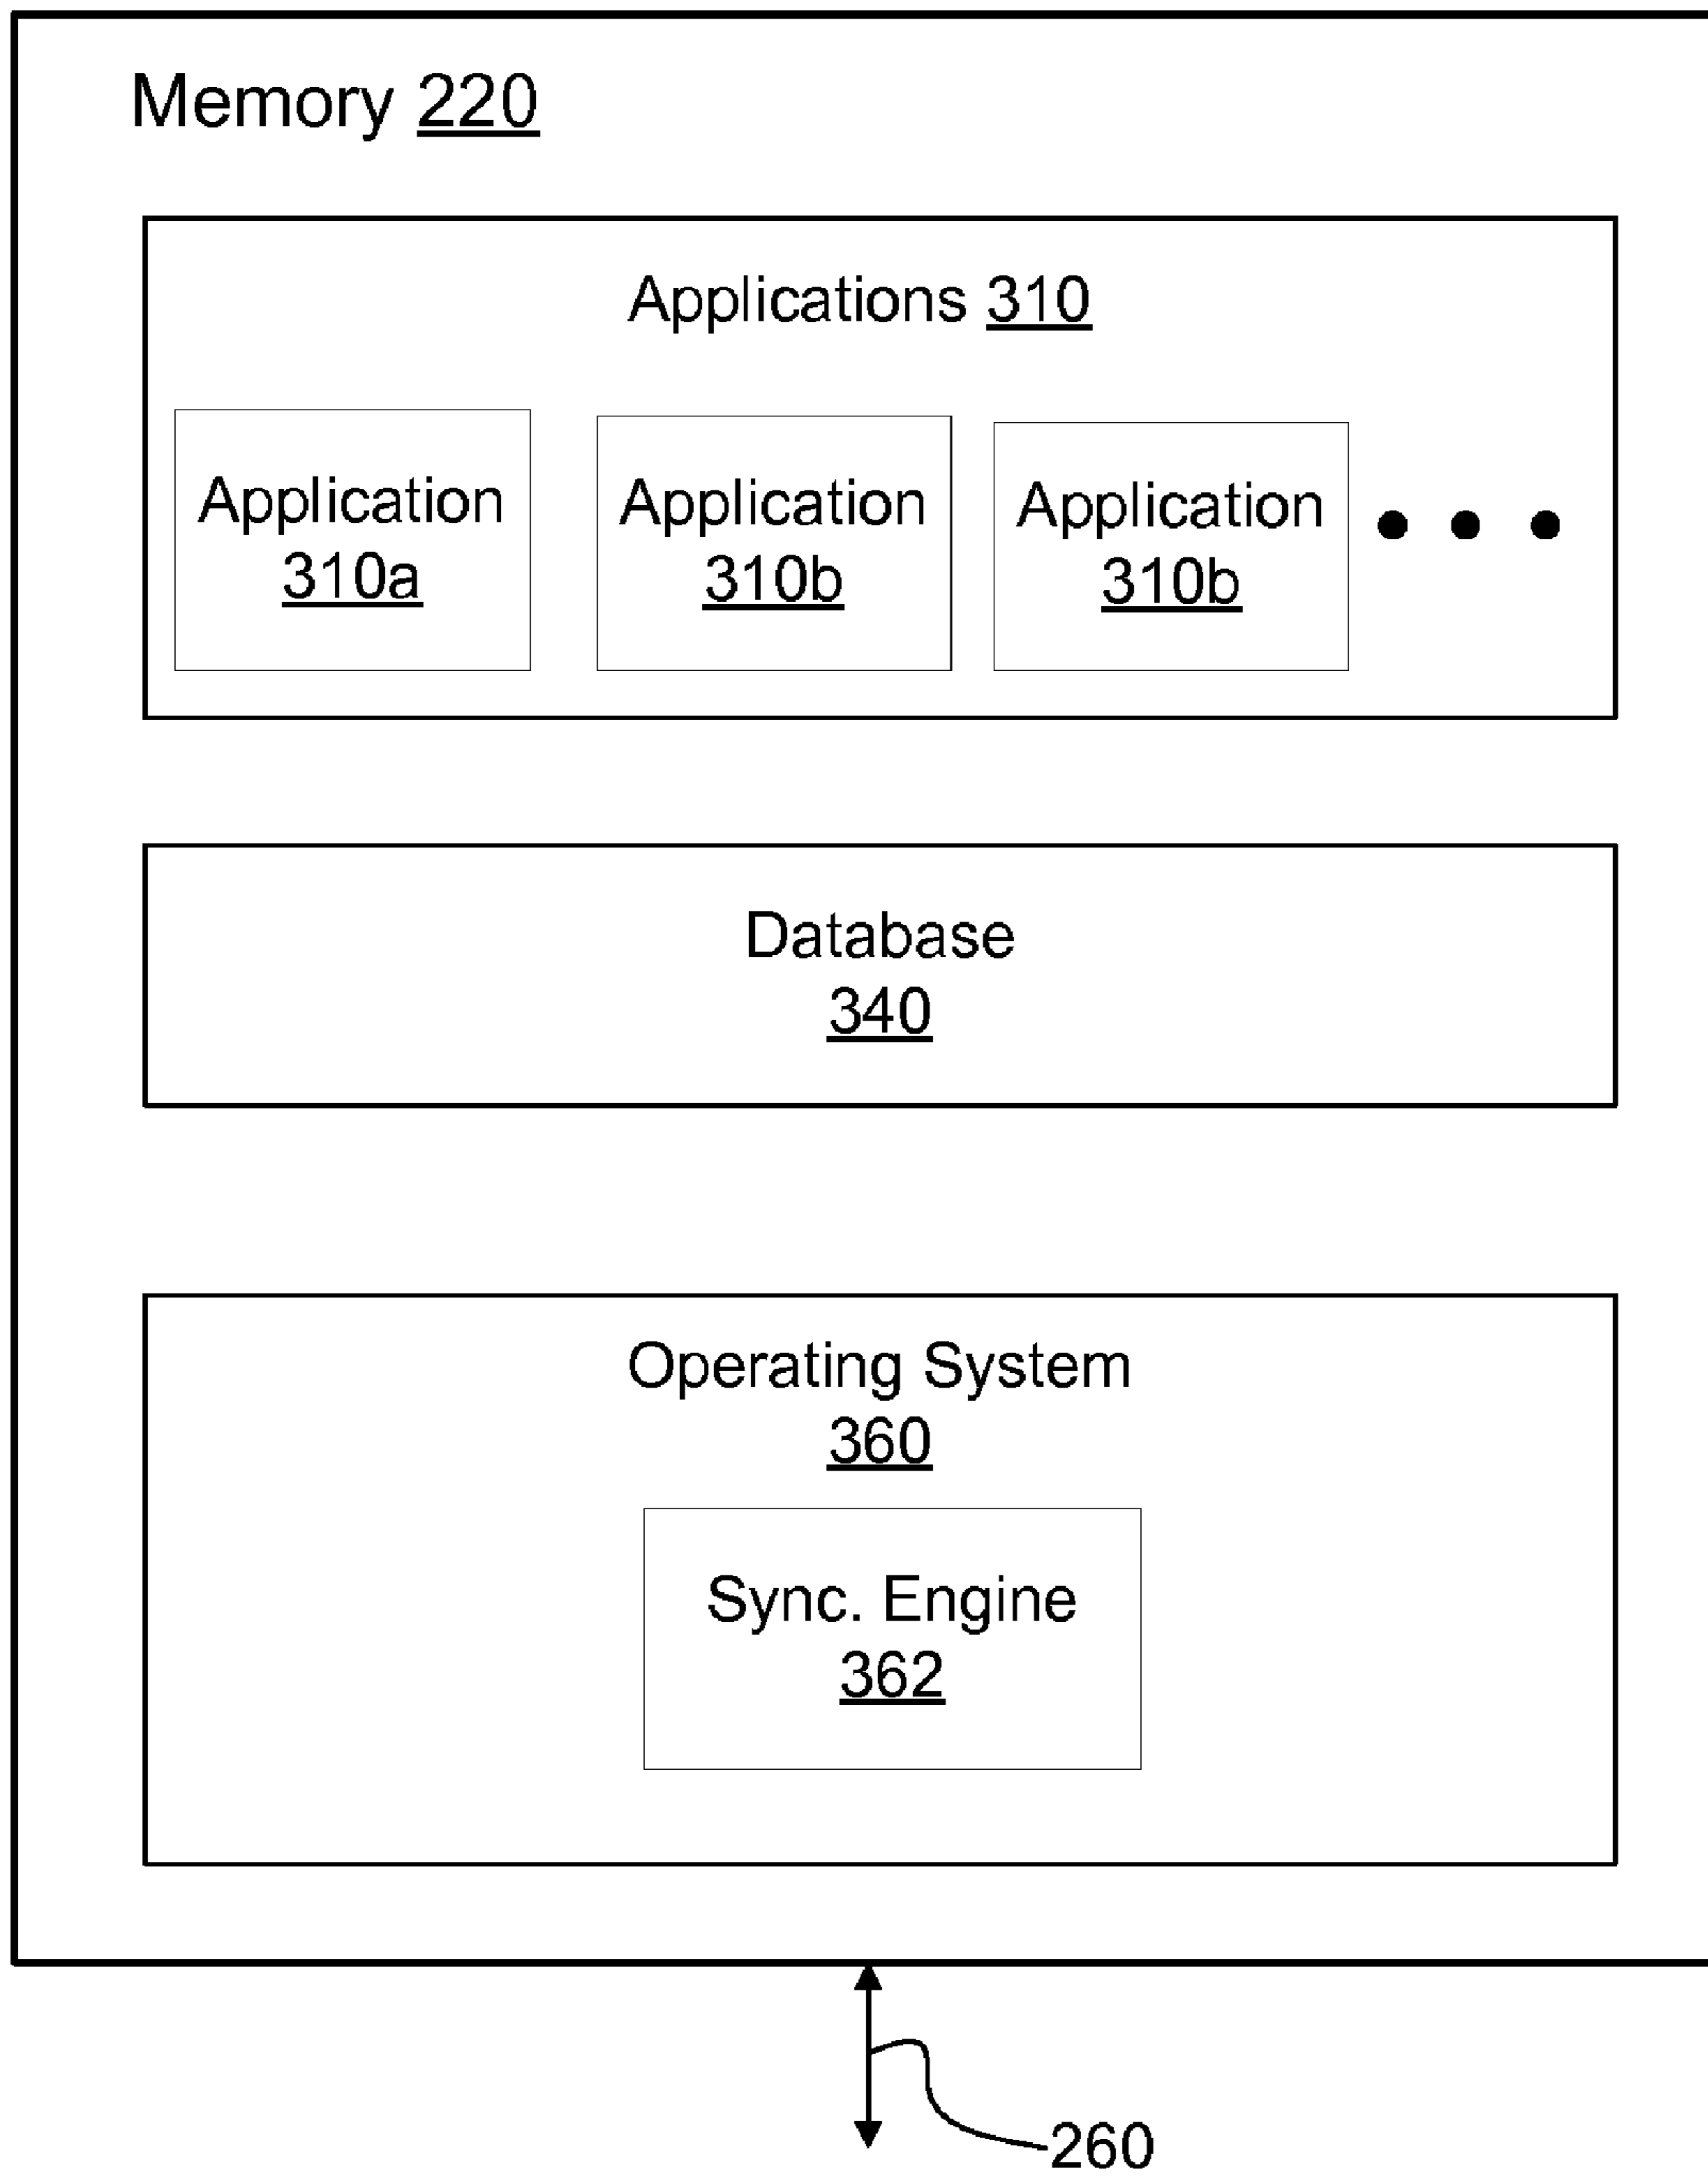 Memory 220
Applications 310
Application
310a
Application
310b
Application
310b
Database
340
Operating System
360
Sync. Engine
362
260